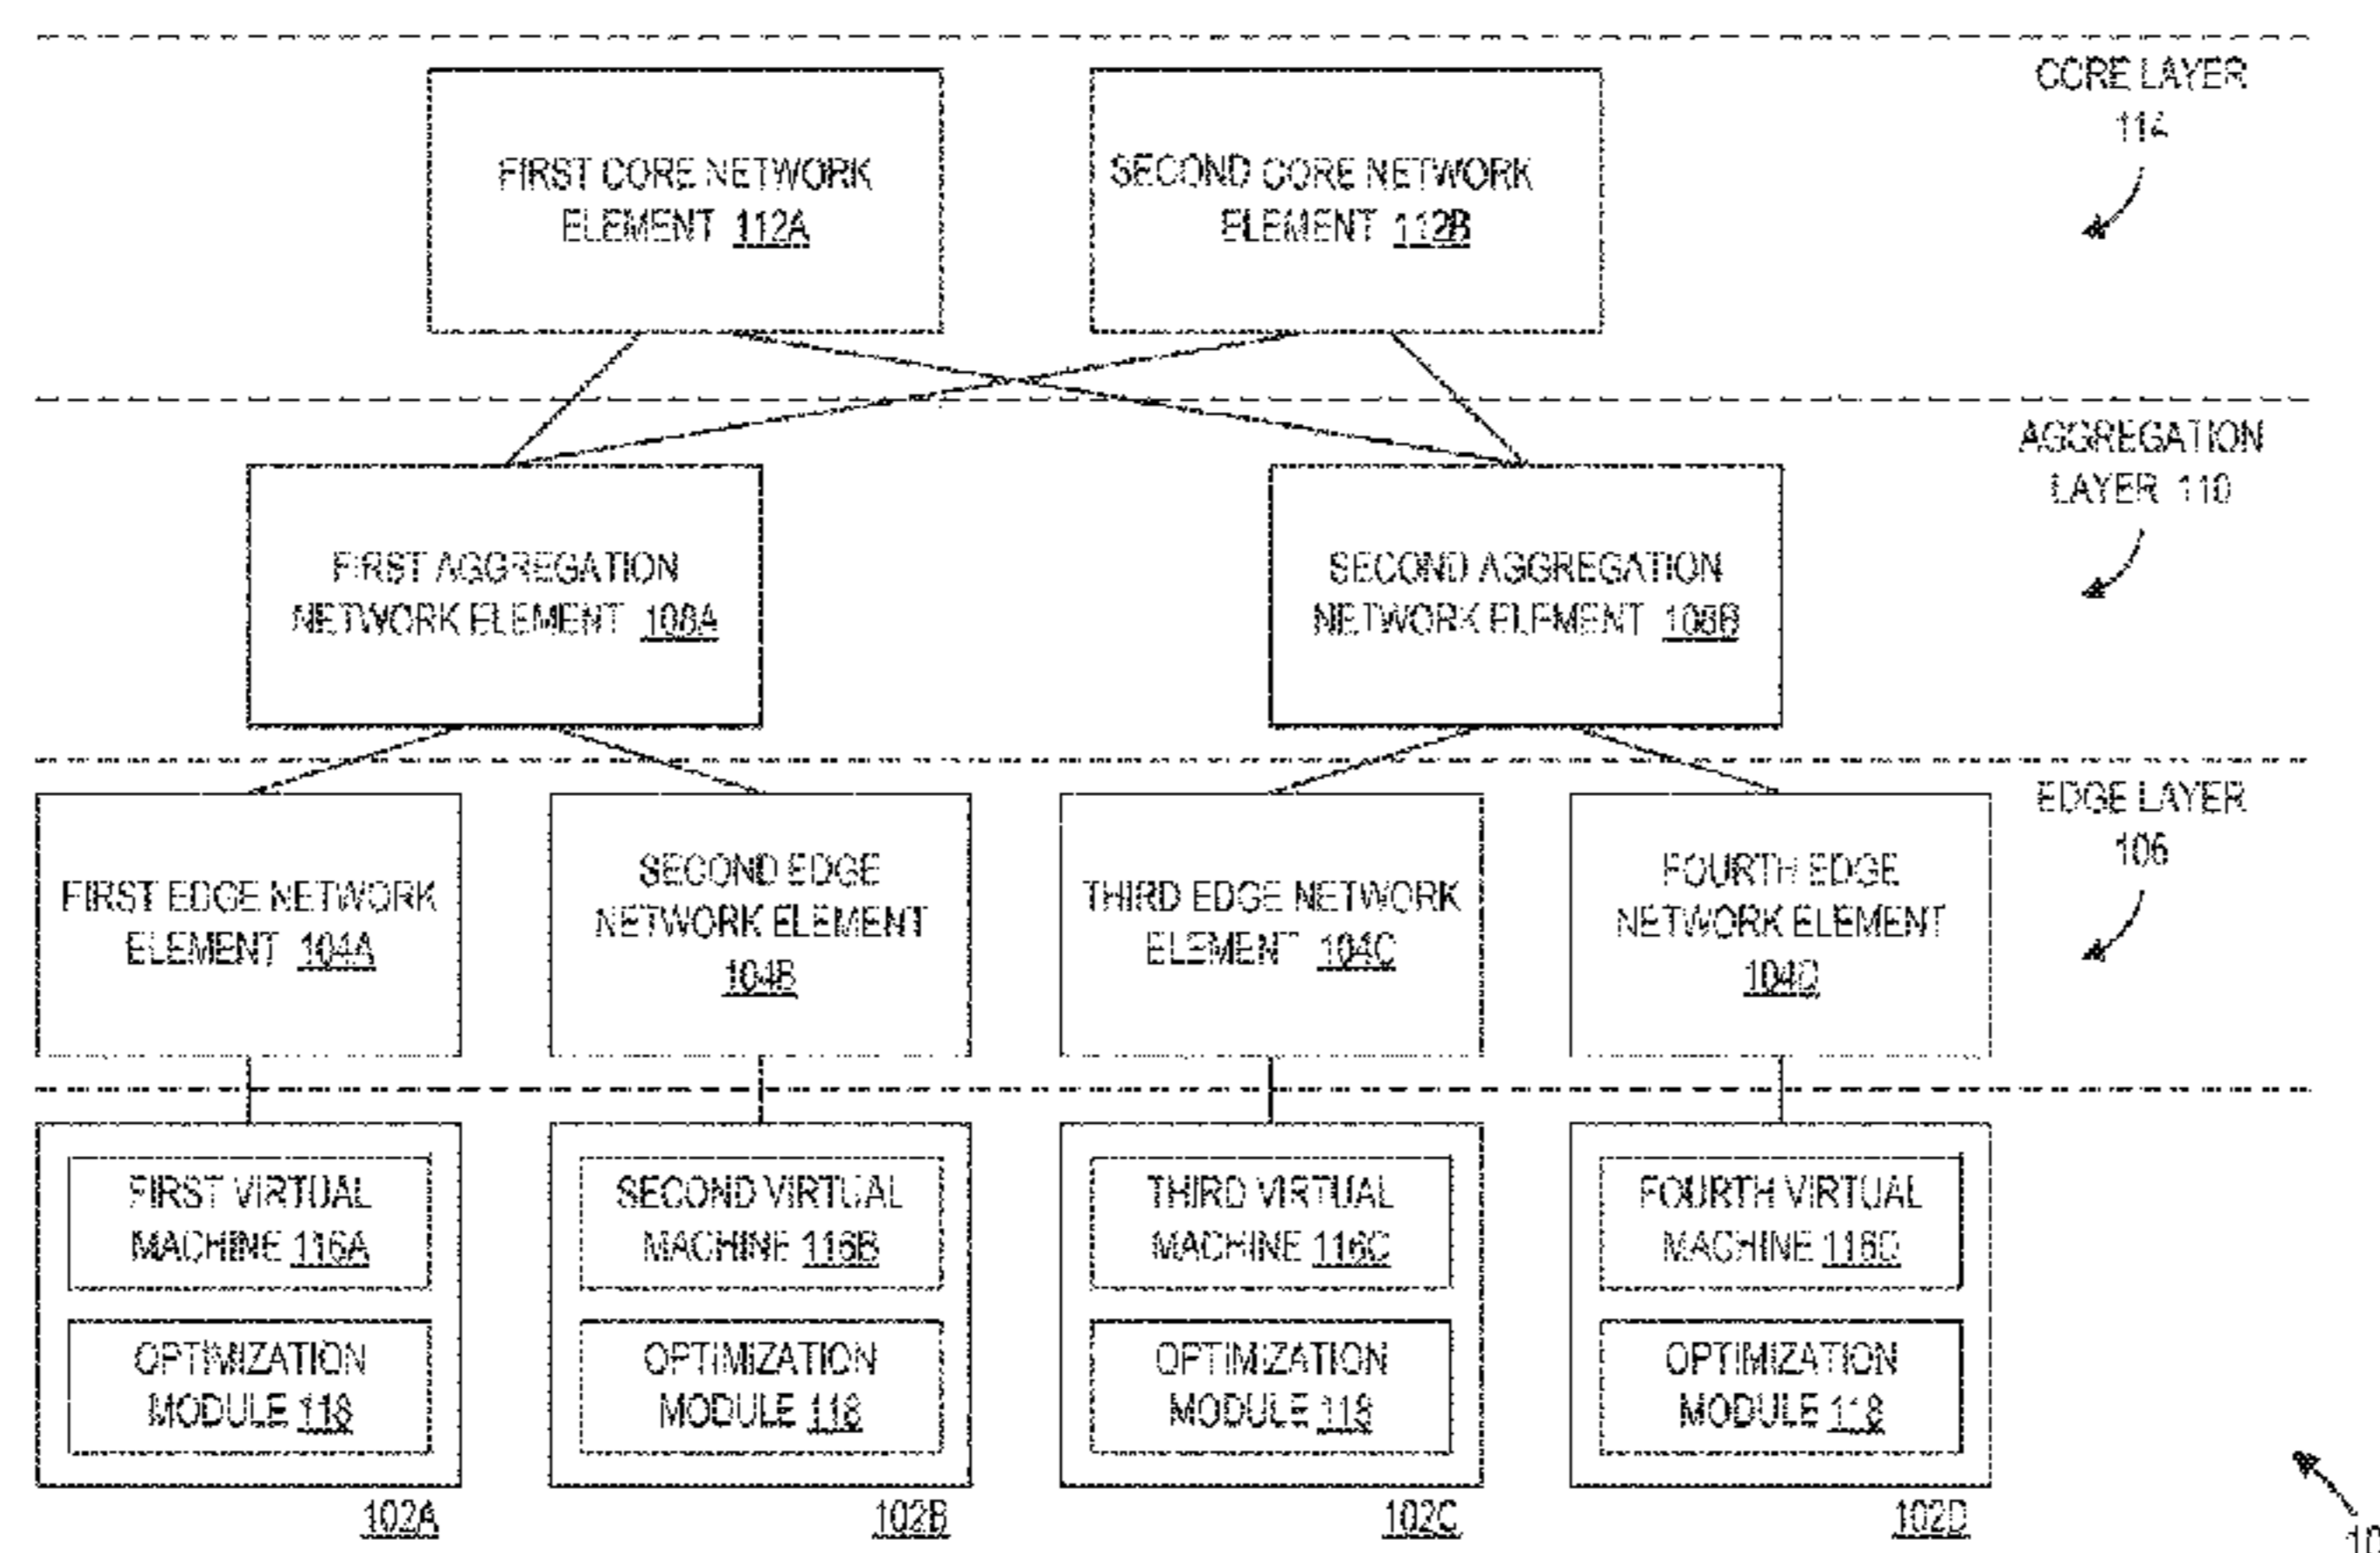 CORE LAYER
114
FIRST CORE NETWORK
ELEMENT 112A
SECOND CORE NETWORK
ELEMENT 112B
AGGREGATION
LAYER 110
FIRST AGGREGATION
NETWORK ELEMENT 108A
SECOND AGGREGATION
NETWORK ELEMENT 108B
EDGE LAYER
106
FIRST EDGE NETWORK
ELEMENT 104A
SECOND EDGE
NETWORK ELEMENT
104B
THIRD EDGE NETWORK
ELEMENT 104C
FOURTH EDGE
NETWORK ELEMENT
104D
FIRST VIRTUAL
MACHINE 116A
OPTIMIZATION
MODULE 118
102A
SECOND VIRTUAL
MACHINE 116B
OPTIMIZATION
MODULE 118
102B
THIRD VIRTUAL
MACHINE 116C
OPTIMIZATION
MODULE 118
102C
FOURTH VIRTUAL
MACHINE 116D
OPTIMIZATION
MODULE 118
102D